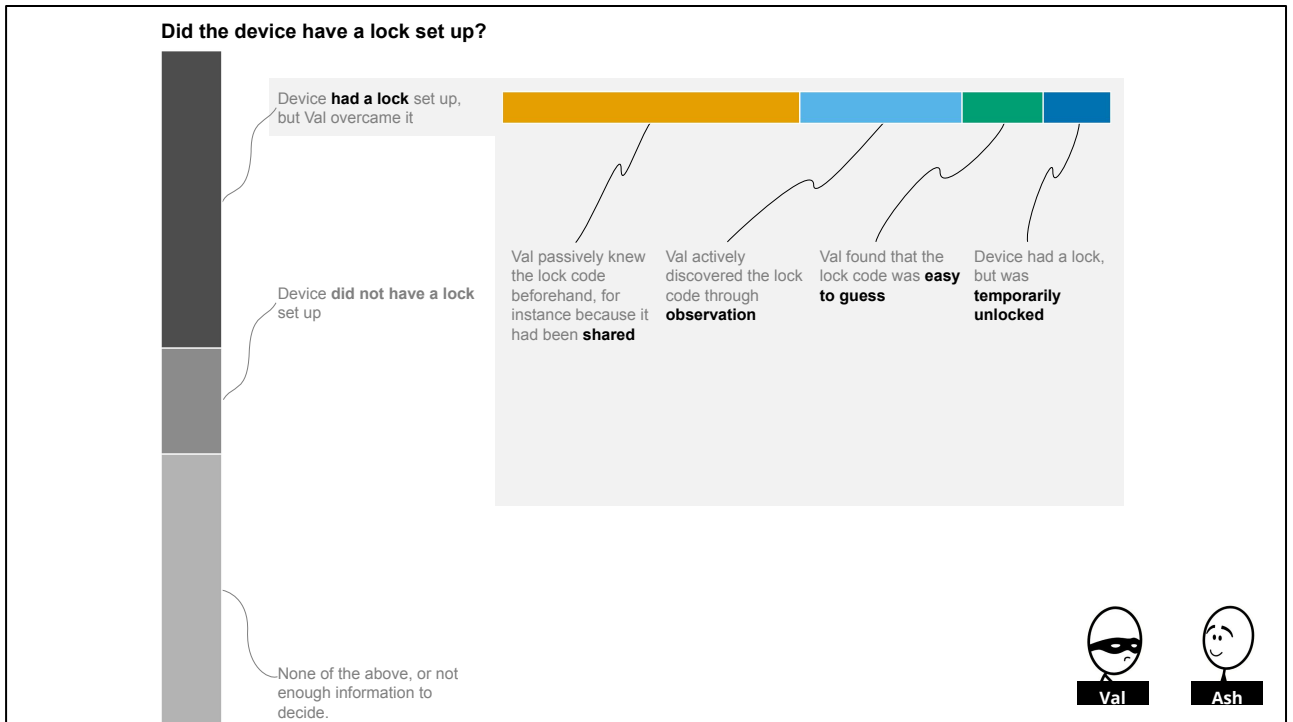 Did the device have a lock set up?
Device had a lock set up,
but Val overcame it
Val passively knew
the lock code
beforehand, for
instance because it
had been shared
Val actively
discovered the lock
code through
observation
Val found that the
lock code was easy
to guess
Device had a lock,
but was
temporarily
unlocked
Device did not have a lock
set up
None of the above, or not
enough information to
decide.
Val
Ash